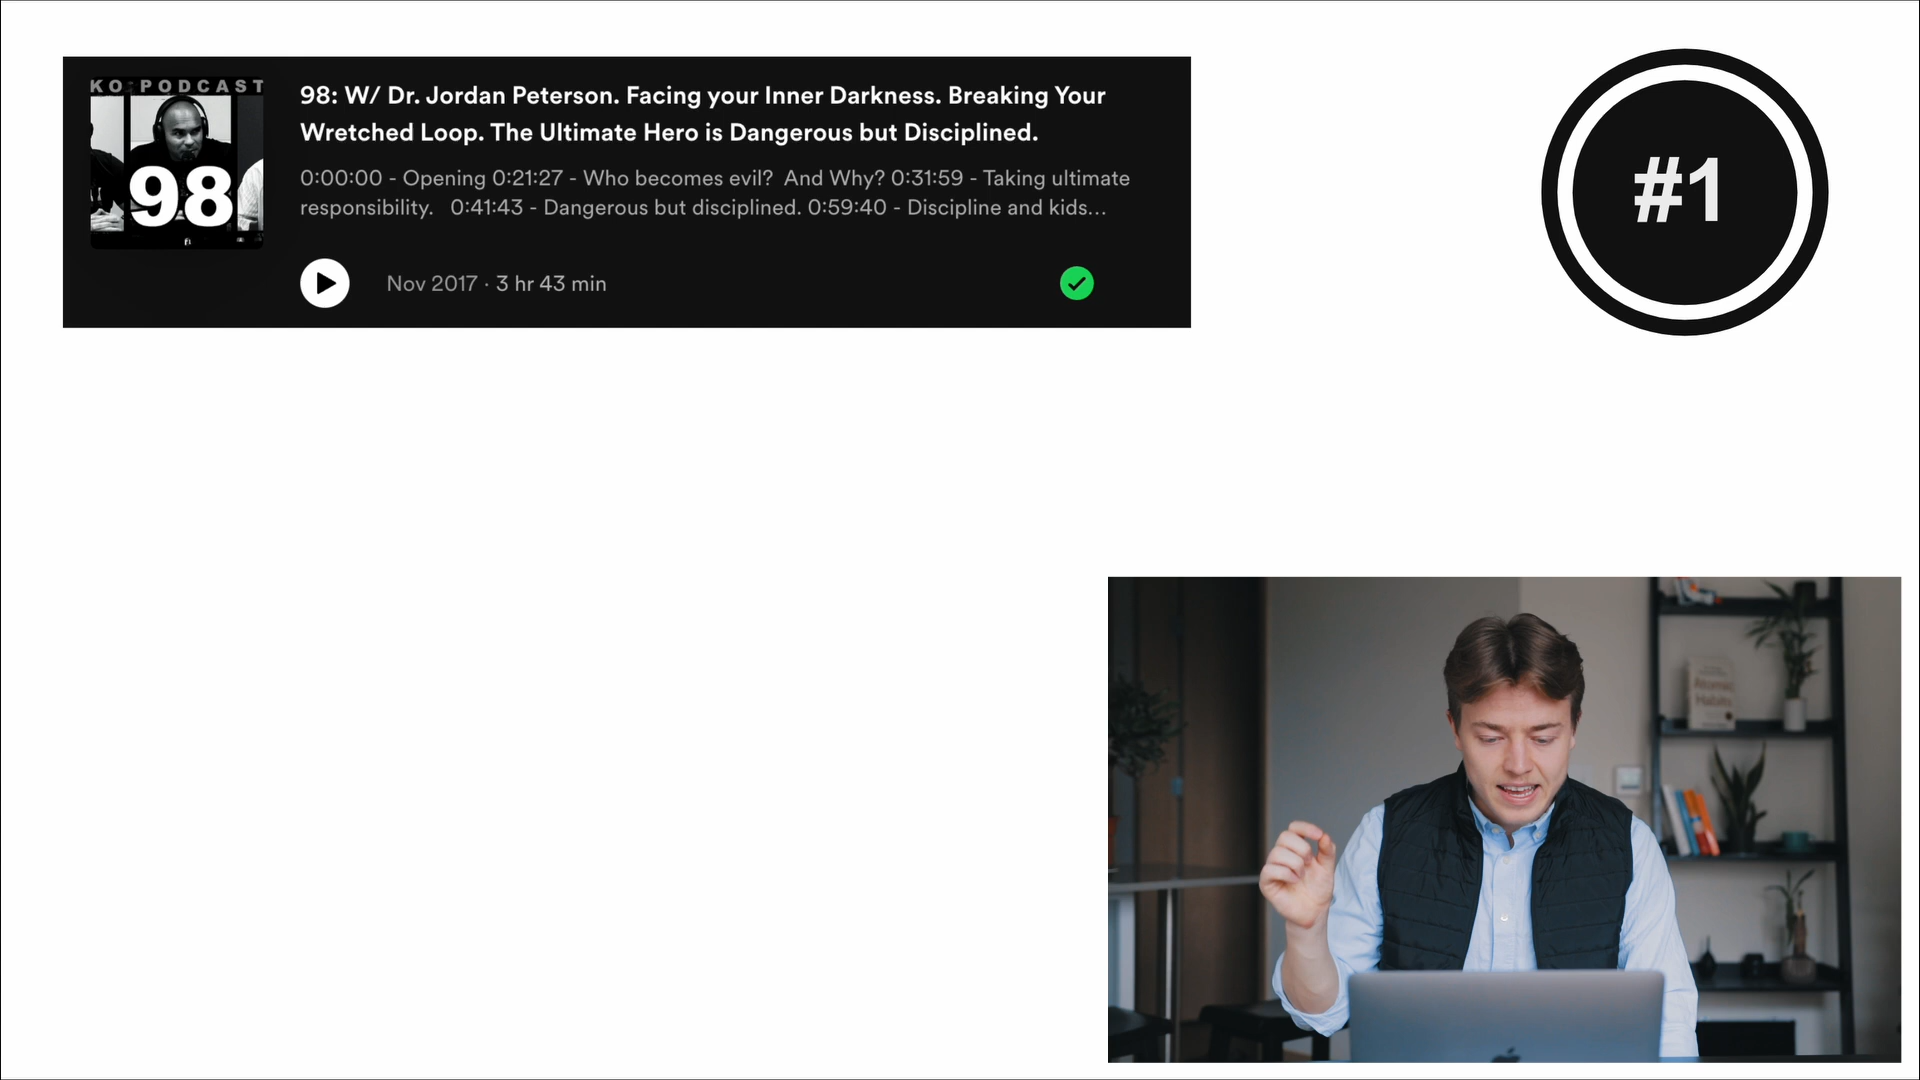 KO PODCAST
98
98: W/ Dr. Jordan Peterson. Facing your Inner Darkness. Breaking Your
Wretched Loop. The Ultimate Hero is Dangerous but Disciplined.
0:00:00 - Opening 0:21:27 - Who becomes evil?  And Why? 0:31:59 - Taking ultimate
responsibility.   0:41:43 - Dangerous but disciplined. 0:59:40 - Discipline and kids...
Nov 2017 · 3 hr 43 min
#1
Atomic
Habits